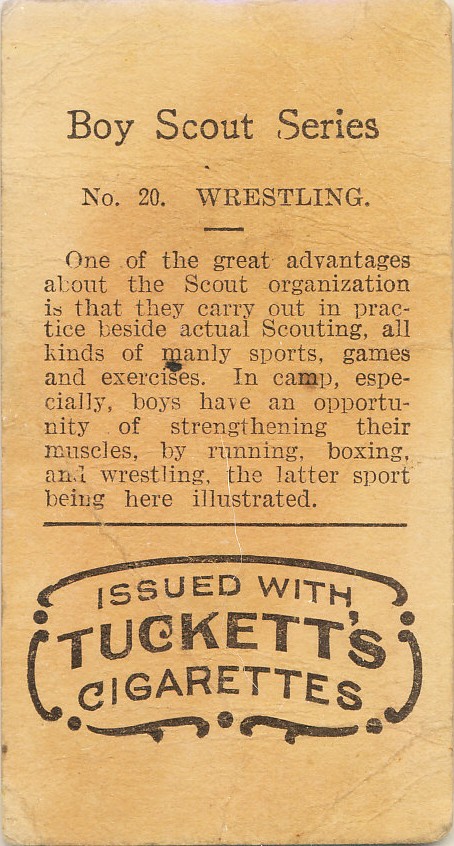 Boy Scout Series
No. 20. WRESTLING.
One of the great advantages
about the Scout organization
is that they carry out in prac-
tice beside actual Scouting, all
kinds of manly sports, games
and exercises. In camp, espe-
cially, boys have an opportu-
nity of strengthening their
muscles, by running, boxing,
and wrestling, the latter sport
being here illustrated.
ISSUED WITH
TUCKETT'S
CIGARETTES